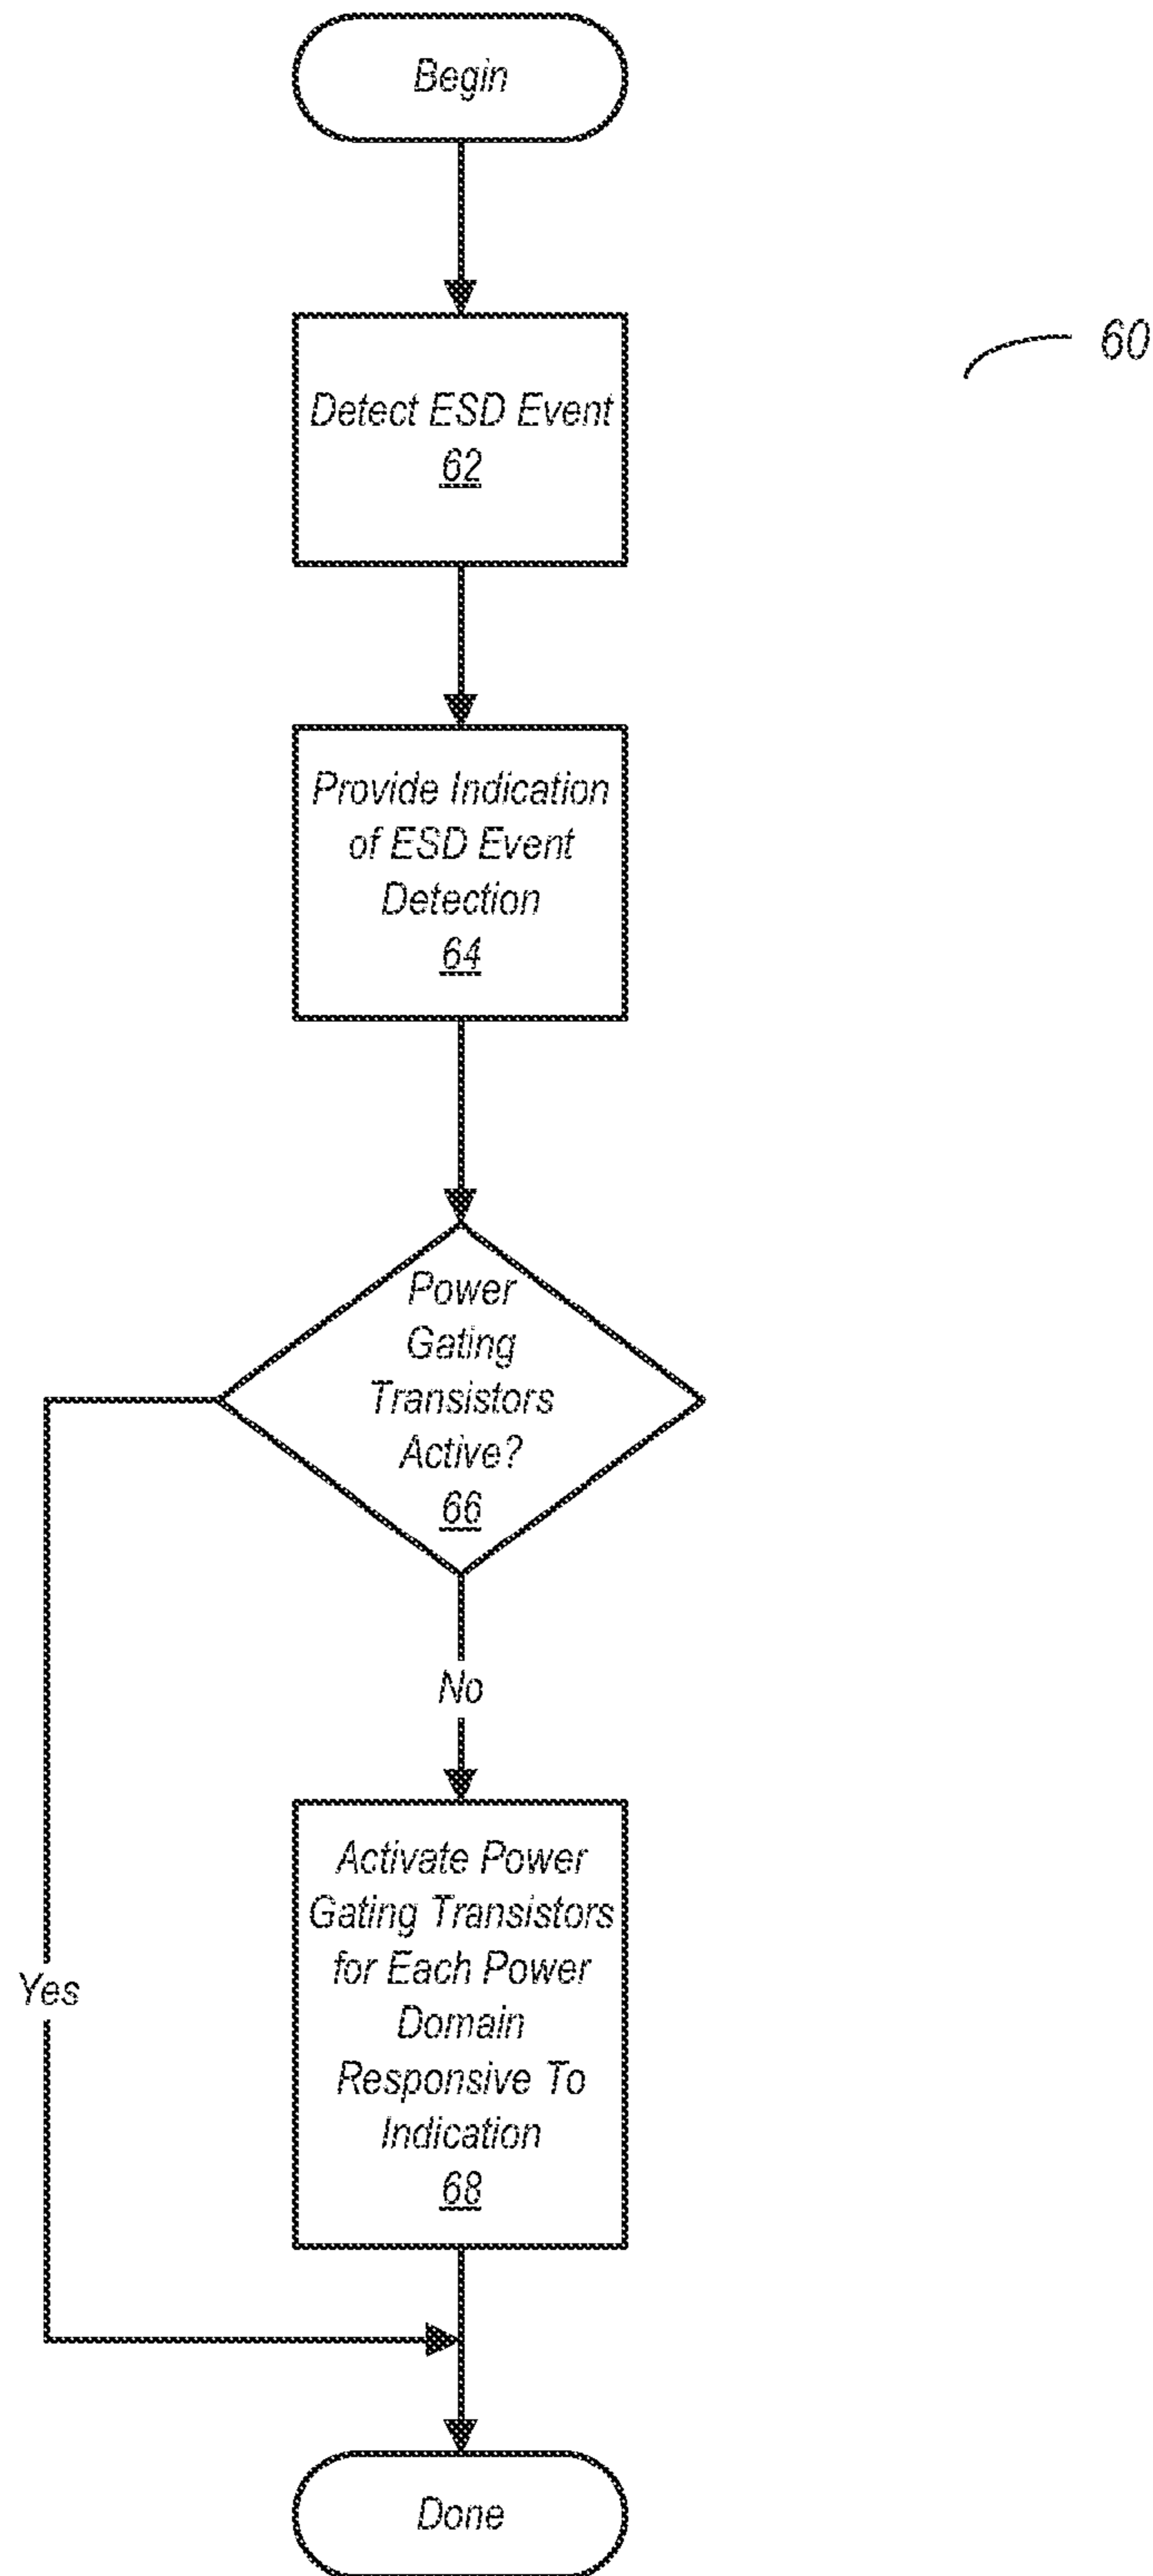 Begin
60
Detect ESD Event
62
Provide Indication
of ESD Event
Detection
64
Power
Gating
Transistors
Active?
66
No
Activate Power
Gating Transistors
for Each Power
Domain
Responsive To
Indication
68
Yes
Done